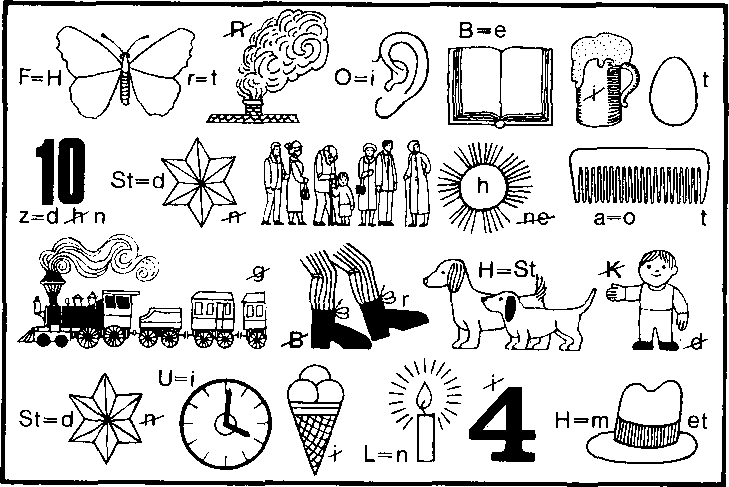 B=e
R
F=H r=t O=i x t
10 St=d h
z=d h n n ne a=o t
g H=St K
r
B d
U=i x
St=d n x L=n 4 H=m et